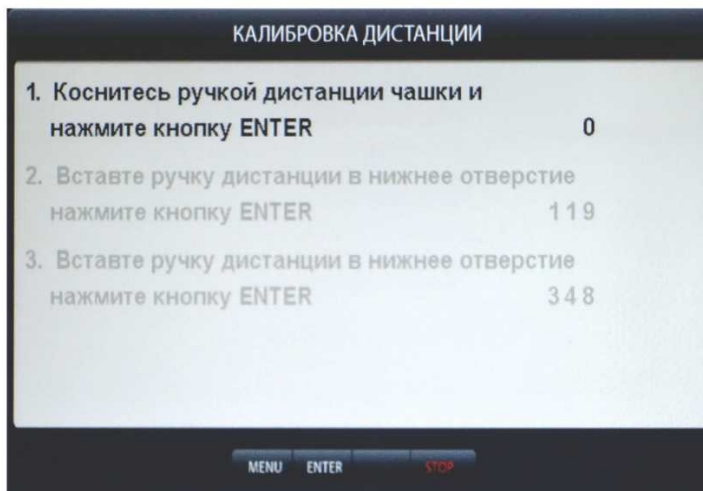 КАЛИБРОВКА ДИСТАНЦИИ
1. Коснитесь ручкой дистанции чашки и
нажмите кнопку ENTER 0
2. Вставте ручку дистанции в нижнее отверстие
нажмите кнопку ENTER 119
3. Вставте ручку дистанции в нижнее отверстие
нажмите кнопку ENTER 348
MENU ENTER STOP